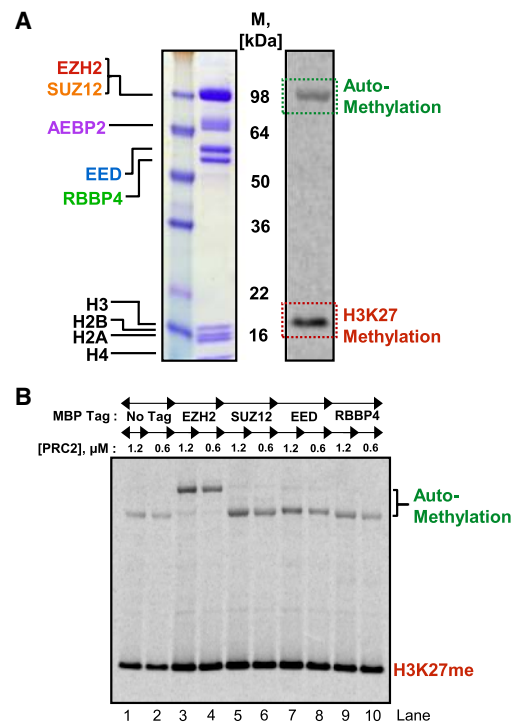 A
M,
[kDa]
EZH2
SUZ12
AEBP2
EED
RBBP4
H3
H2B
H2A
H4
98
64
50
36
22
16
Auto-
Methylation
H3K27
Methylation
B
MBP Tag : No Tag EZH2 SUZ12 EED RBBP4
[PRC2], µM : 1.2 0.6 1.2 0.6 1.2 0.6 1.2 0.6 1.2 0.6
Auto-
Methylation
H3K27me
1 2 3 4 5 6 7 8 9 10 Lane